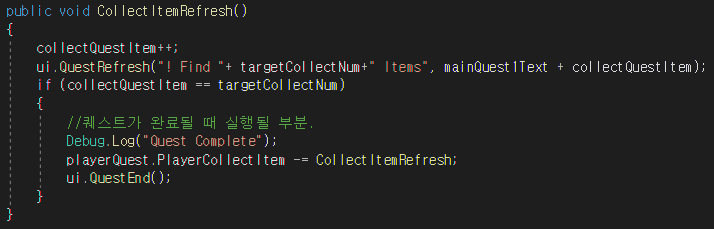 public void CollectItemRefresh()
{
collectQuestItem++;
ui.QuestRefresh("! Find "+ targetCollectNum+" Items", mainQuest1Text + collectQuestItem);
if (collectQuestItem == targetCollectNum)
{
//퀘스트가 완료될 때 실행될 부분.
Debug.Log("Quest Complete");
playerQuest.PlayerCollectItem -= CollectItemRefresh;
ui.QuestEnd();
}
}